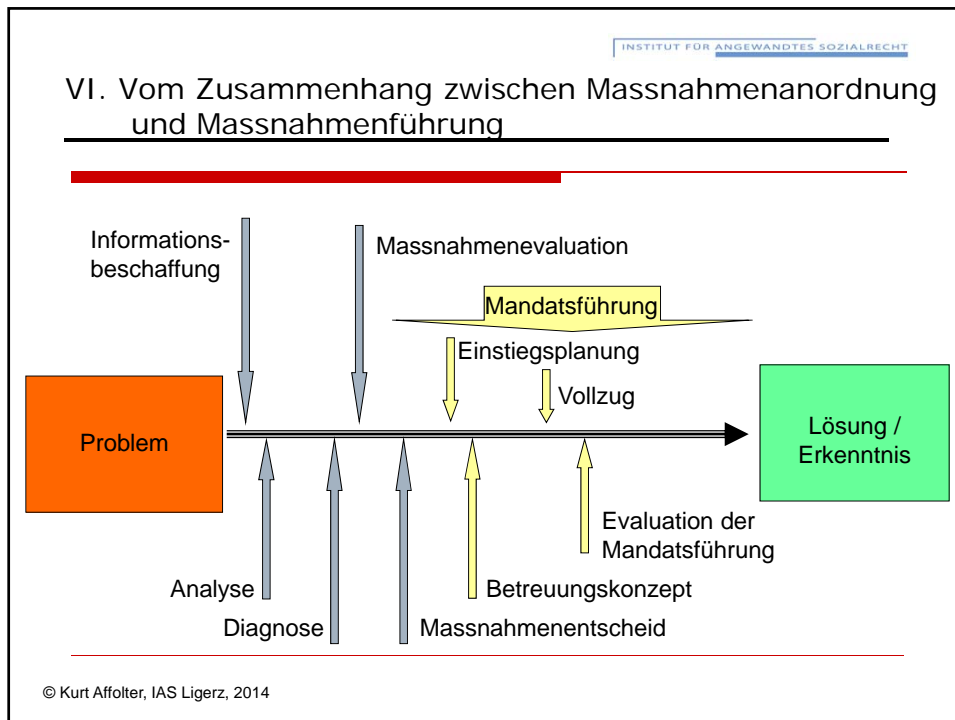 INSTITUT FÜR ANGEWANDTES SOZIALRECHT
VI. Vom Zusammenhang zwischen Massnahmenanordnung
und Massnahmenführung
Informations-
beschaffung
Massnahmenevaluation
Mandatsführung
Einstiegsplanung
Vollzug
Problem
Lösung /
Erkenntnis
Evaluation der
Mandatsführung
Analyse
Betreuungskonzept
Diagnose
Massnahmenentscheid
© Kurt Affolter, IAS Ligerz, 2014